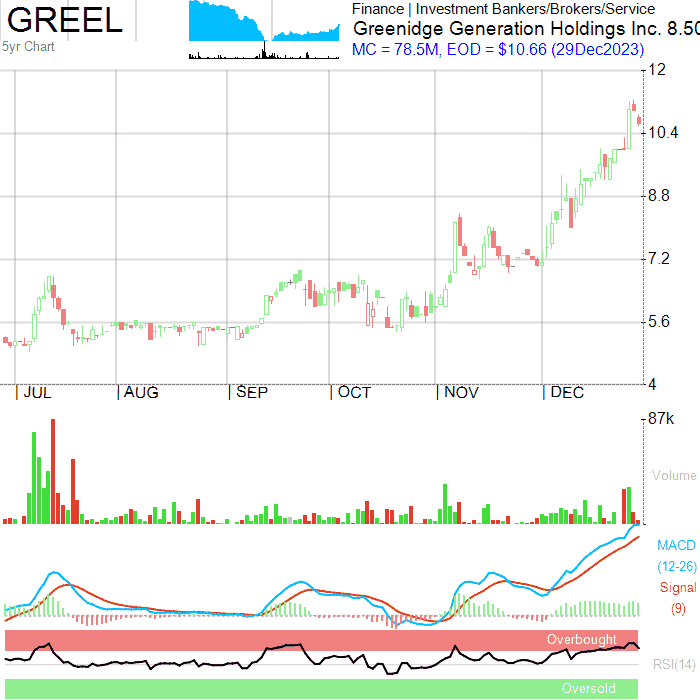 GREEL
5yr Chart
Finance | Investment Bankers/Brokers/Service
Greenidge Generation Holdings Inc. 8.50
MC = 78.5M, EOD = $10.66 (29Dec2023)
12
10.4
8.8
7.2
5.6
4
JUL AUG SEP OCT NOV DEC
87k
Volume
MACD
(12-26)
Signal
(9)
Overbought
RSI(14)
Oversold